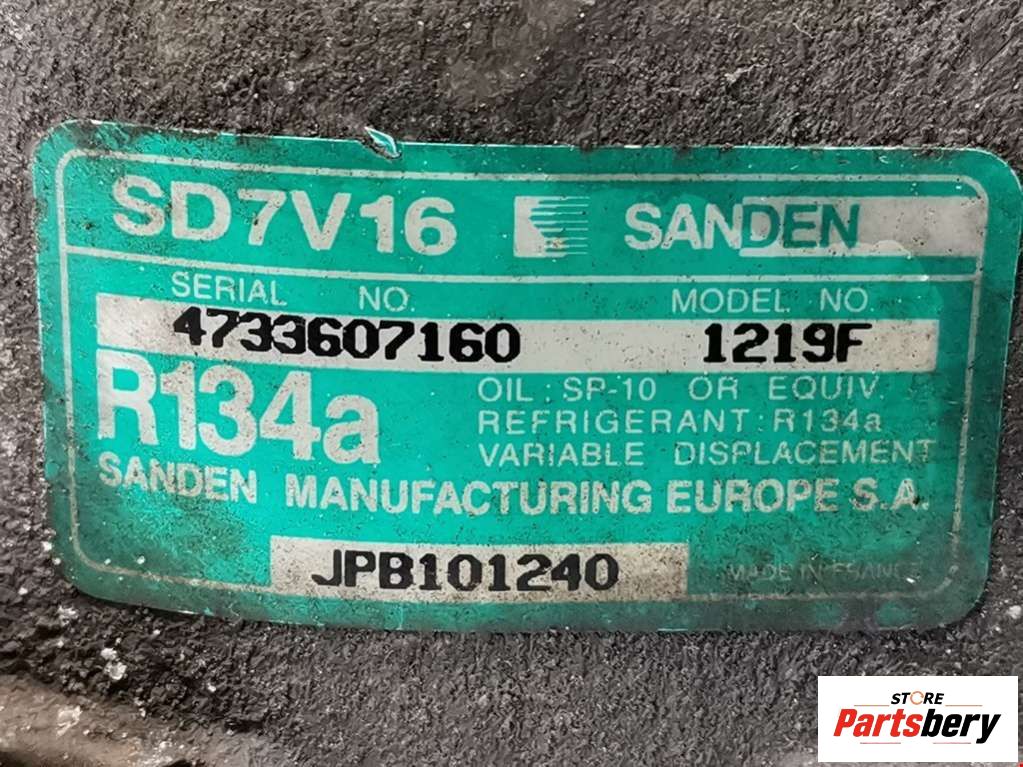 SD7V16 SANDEN
SERIAL NO. MODEL NO.
4733607160 1219F
R134a
OIL : SP-10 OR EQUIV.
REFRIGERANT : R134a
VARIABLE DISPLACEMENT
SANDEN MANUFACTURING EUROPE S.A.
JPB101240 MADE IN FRANCE
STORE
Partsbery